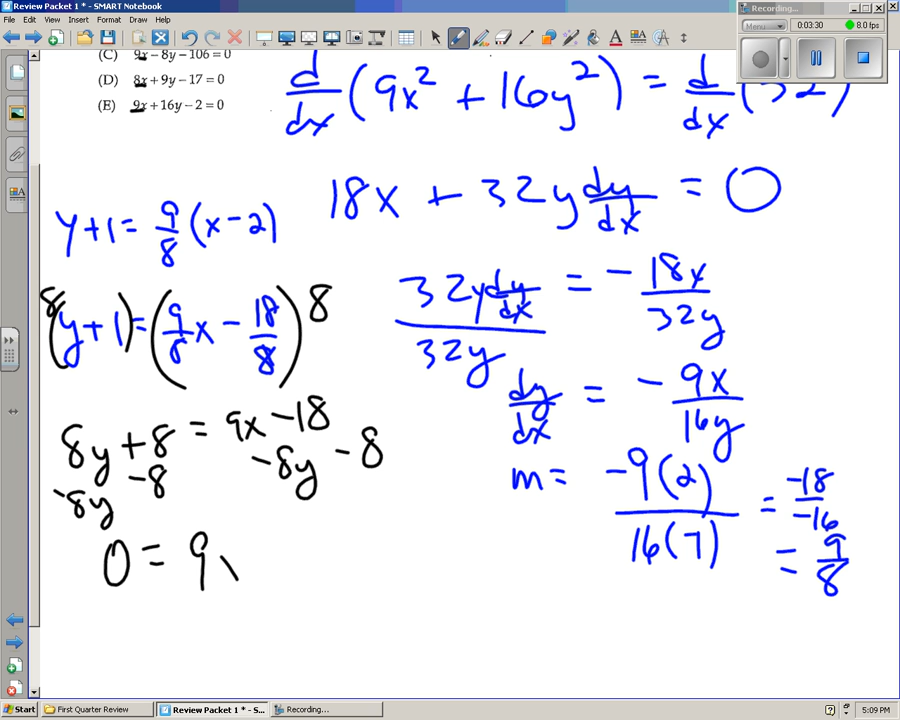 Review Packet 1 * - SMART Notebook
Recording...
File Edit View Insert Format Draw Help
Menu
0:03:30
8.0 fps
(C) 9x − 8y − 106 = 0
(D) 8x + 9y − 17 = 0
(E) 9x + 16y − 2 = 0
d/dx (9x² + 16y²) = d/dx (32)
18x + 32y dy/dx = 0
y+1 = 9/8 (x−2)
32y dy/dx / 32y = −18x / 32y
8(y+1) = (9/8 x − 18/8) 8
dy/dx = −9x / 16y
8y + 8 = 9x − 18
−8y −8 −8y −8
m = −9(2) / 16(7) = −18 / −16
= 9/8
0 = 9
Start
First Quarter Review
Review Packet 1 * - S...
Recording...
5:09 PM